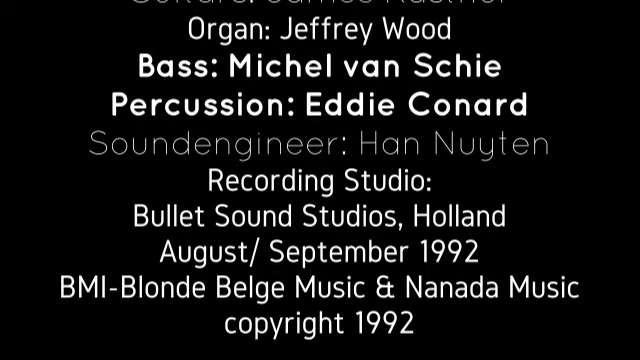 Organ: Jeffrey Wood
Bass: Michel van Schie
Percussion: Eddie Conard
Soundengineer: Han Nuyten
Recording Studio:
Bullet Sound Studios, Holland
August/ September 1992
BMI-Blonde Belge Music & Nanada Music
copyright 1992